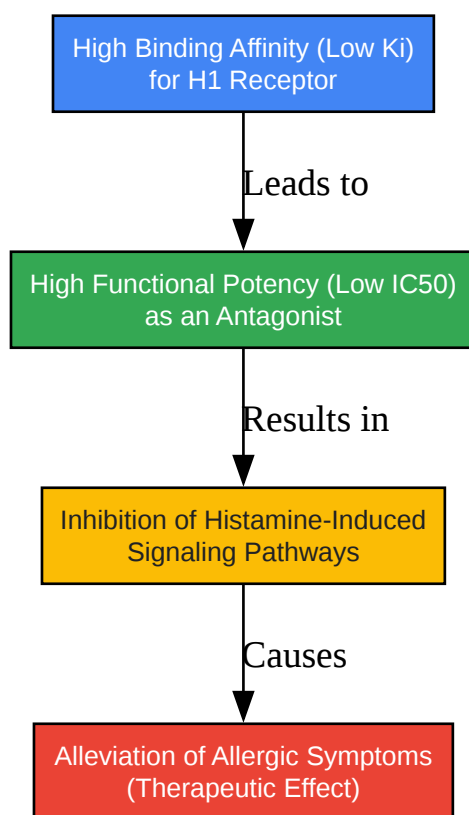 High Binding Affinity (Low Ki)
for H1 Receptor
Leads to
High Functional Potency (Low IC50)
as an Antagonist
Results in
Inhibition of Histamine-Induced
Signaling Pathways
Causes
Alleviation of Allergic Symptoms
(Therapeutic Effect)